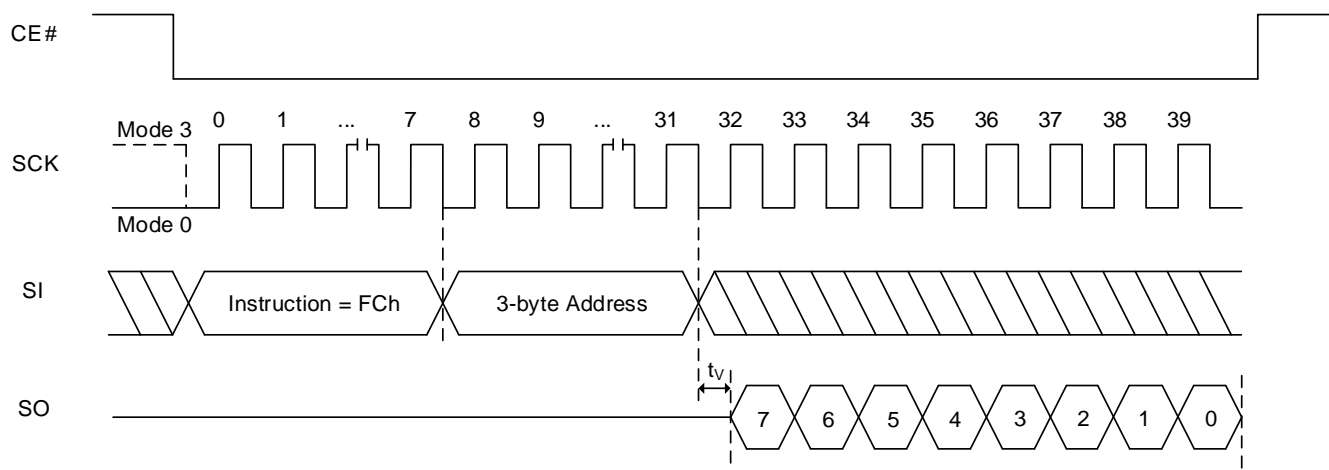 CE#
0 1 ... 7 8 9 ... 31 32 33 34 35 36 37 38 39
Mode 3
SCK
Mode 0
SI Instruction = FCh 3-byte Address
tV
SO 7 6 5 4 3 2 1 0